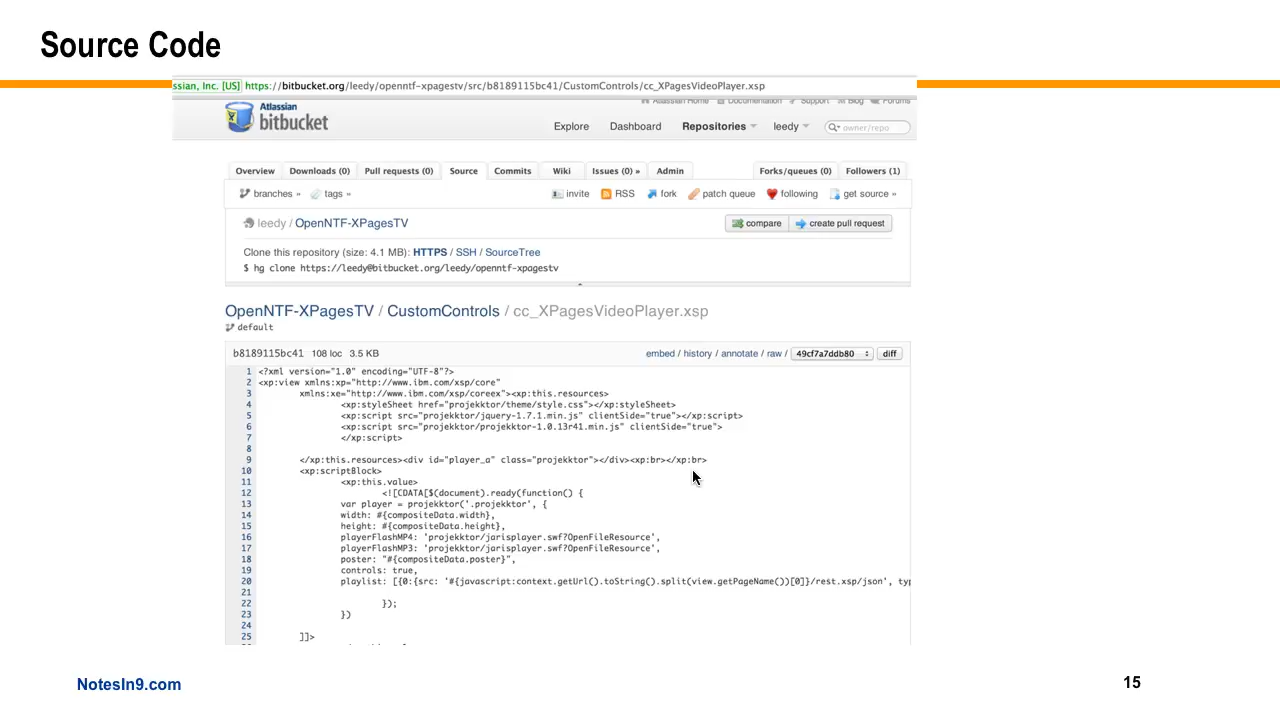 Source Code
ssian, Inc. [US] https://bitbucket.org/leedy/openntf-xpagestv/src/b8189115bc41/CustomControls/cc_XPagesVideoPlayer.xsp
Atlassian Home Documentation Support Blog Forums
Atlassian
bitbucket
Explore Dashboard Repositories leedy owner/repo
Overview Downloads (0) Pull requests (0) Source Commits Wiki Issues (0) » Admin Forks/queues (0) Followers (1)
branches » tags » invite RSS fork patch queue following get source »
leedy / OpenNTF-XPagesTV compare create pull request
Clone this repository (size: 4.1 MB): HTTPS / SSH / SourceTree
$ hg clone https://leedy@bitbucket.org/leedy/openntf-xpagestv
OpenNTF-XPagesTV / CustomControls / cc_XPagesVideoPlayer.xsp
default
b8189115bc41 108 loc 3.5 KB embed / history / annotate / raw / 49cf7a7ddb80 diff
1 <?xml version="1.0" encoding="UTF-8"?>
2 <xp:view xmlns:xp="http://www.ibm.com/xsp/core"
3 xmlns:xe="http://www.ibm.com/xsp/coreex"><xp:this.resources>
4 <xp:styleSheet href="projekktor/theme/style.css"></xp:styleSheet>
5 <xp:script src="projekktor/jquery-1.7.1.min.js" clientSide="true"></xp:script>
6 <xp:script src="projekktor/projekktor-1.0.13r41.min.js" clientSide="true">
7 </xp:script>
8
9 </xp:this.resources><div id="player_a" class="projekktor"></div><xp:br></xp:br>
10 <xp:scriptBlock>
11 <xp:this.value>
12 <![CDATA[$(document).ready(function() {
13 var player = projekktor('.projekktor', {
14 width: #{compositeData.width},
15 height: #{compositeData.height},
16 playerFlashMP4: 'projekktor/jarisplayer.swf?OpenFileResource',
17 playerFlashMP3: 'projekktor/jarisplayer.swf?OpenFileResource',
18 poster: "#{compositeData.poster}",
19 controls: true,
20 playlist: [{0:{src: '#{javascript:context.getUrl().toString().split(view.getPageName())[0]}/rest.xsp/json', typ
21
22 });
23 })
24
25 ]]>
NotesIn9.com
15